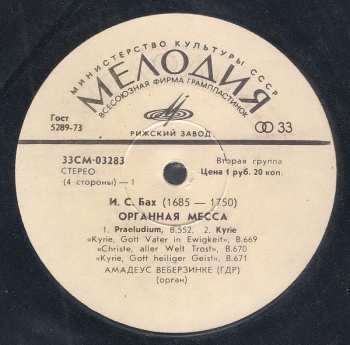 МИНИСТЕРСТВО КУЛЬТУРЫ СССР
МЕЛОДИЯ
ВСЕСОЮЗНАЯ ФИРМА ГРАМПЛАСТИНОК
Гост
5289-73
33
РИЖСКИЙ ЗАВОД
33СМ-03283
СТЕРЕО
(4 стороны)—1
Вторая группа
Цена 1 руб. 20 коп.
И. С. Бах (1685 — 1750)
ОРГАННАЯ МЕССА
1. Praeludium, B.552. 2. Kyrie
«Kyrie, Gott Vater in Ewigkeit», B.669
«Christe, aller Welt Trost», B.670
«Kyrie, Gott heiliger Geist», B.671
АМАДЕУС ВЕБЕРЗИНКЕ (ГДР)
(орган)